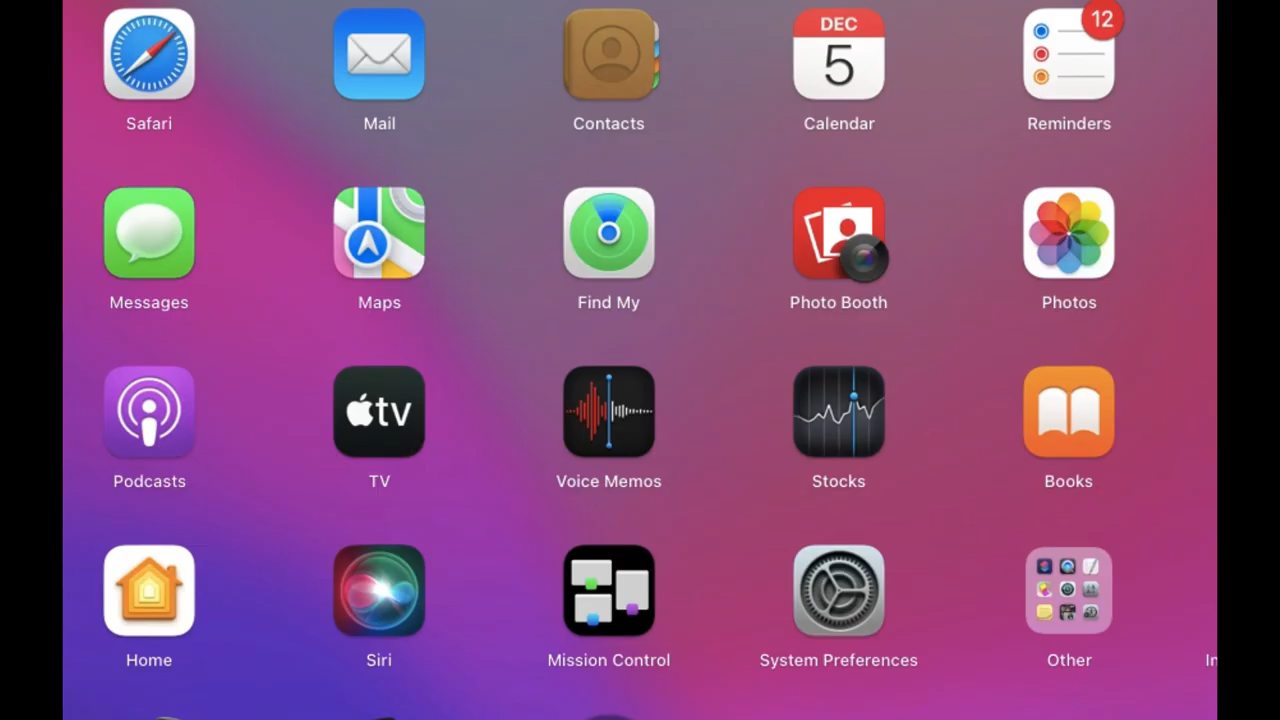 12
DEC
5
Safari
Mail
Contacts
Calendar
Reminders
Messages
Maps
Find My
Photo Booth
Photos
tv
Podcasts
TV
Voice Memos
Stocks
Books
Home
Siri
Mission Control
System Preferences
Other
In